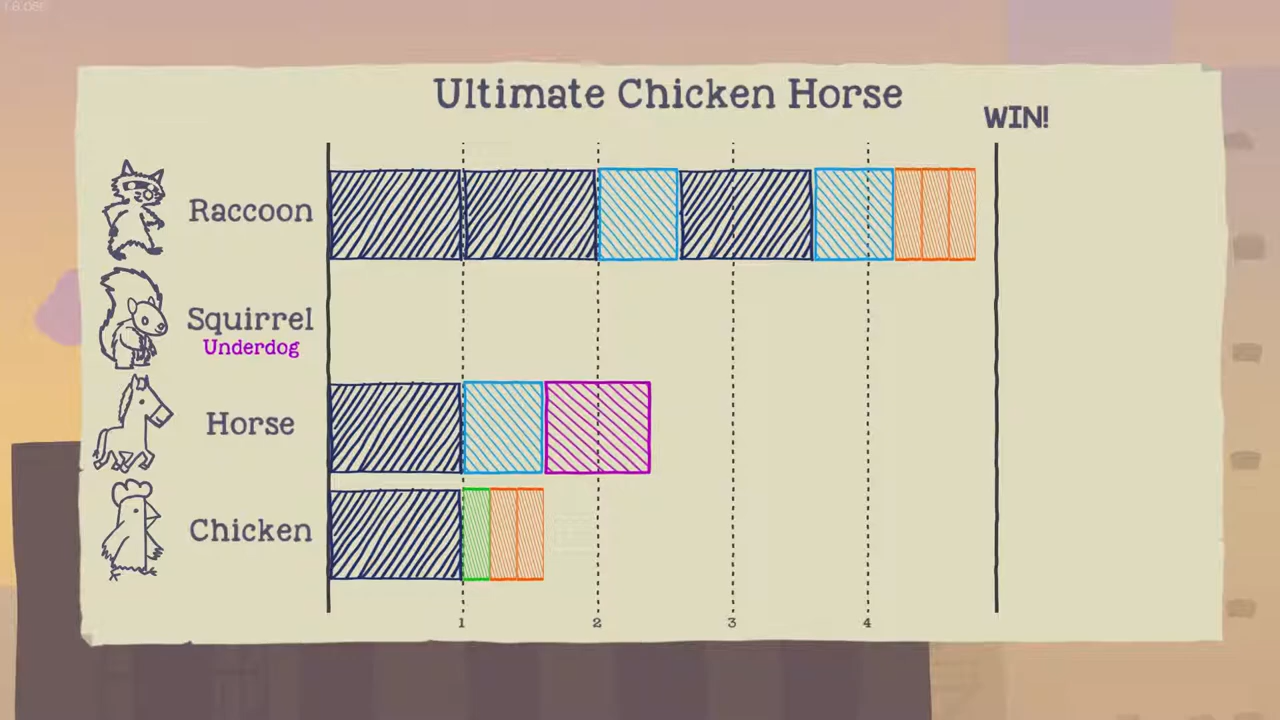 Ultimate Chicken Horse
WIN!
Raccoon
Squirrel
Underdog
Horse
Chicken
1 2 3 4